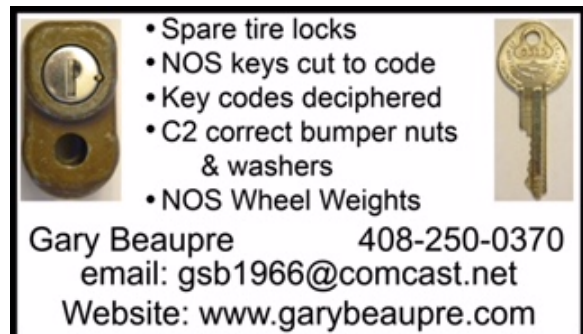 • Spare tire locks
• NOS keys cut to code
• Key codes deciphered
• C2 correct bumper nuts
& washers
• NOS Wheel Weights
Gary Beaupre 408-250-0370
email: gsb1966@comcast.net
Website: www.garybeaupre.com